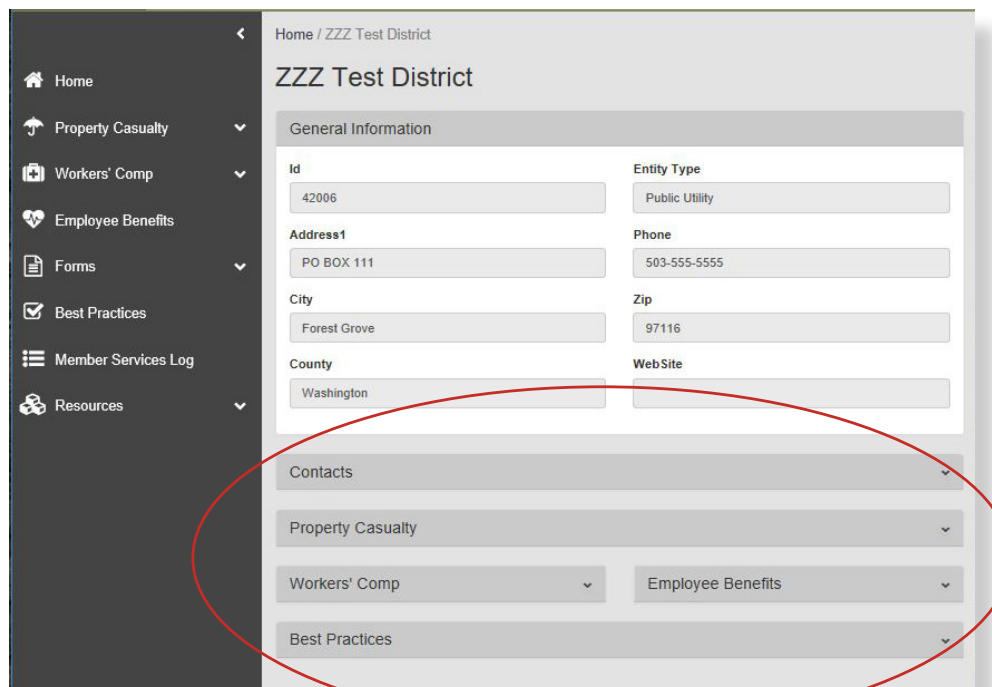 Home / ZZZ Test District
Home
Property Casualty
Workers' Comp
Employee Benefits
Forms
Best Practices
Member Services Log
Resources
ZZZ Test District
General Information
Id
Entity Type
42006
Public Utility
Address1
Phone
PO BOX 111
503-555-5555
City
Zip
Forest Grove
97116
County
WebSite
Washington
Contacts
Property Casualty
Workers' Comp
Employee Benefits
Best Practices